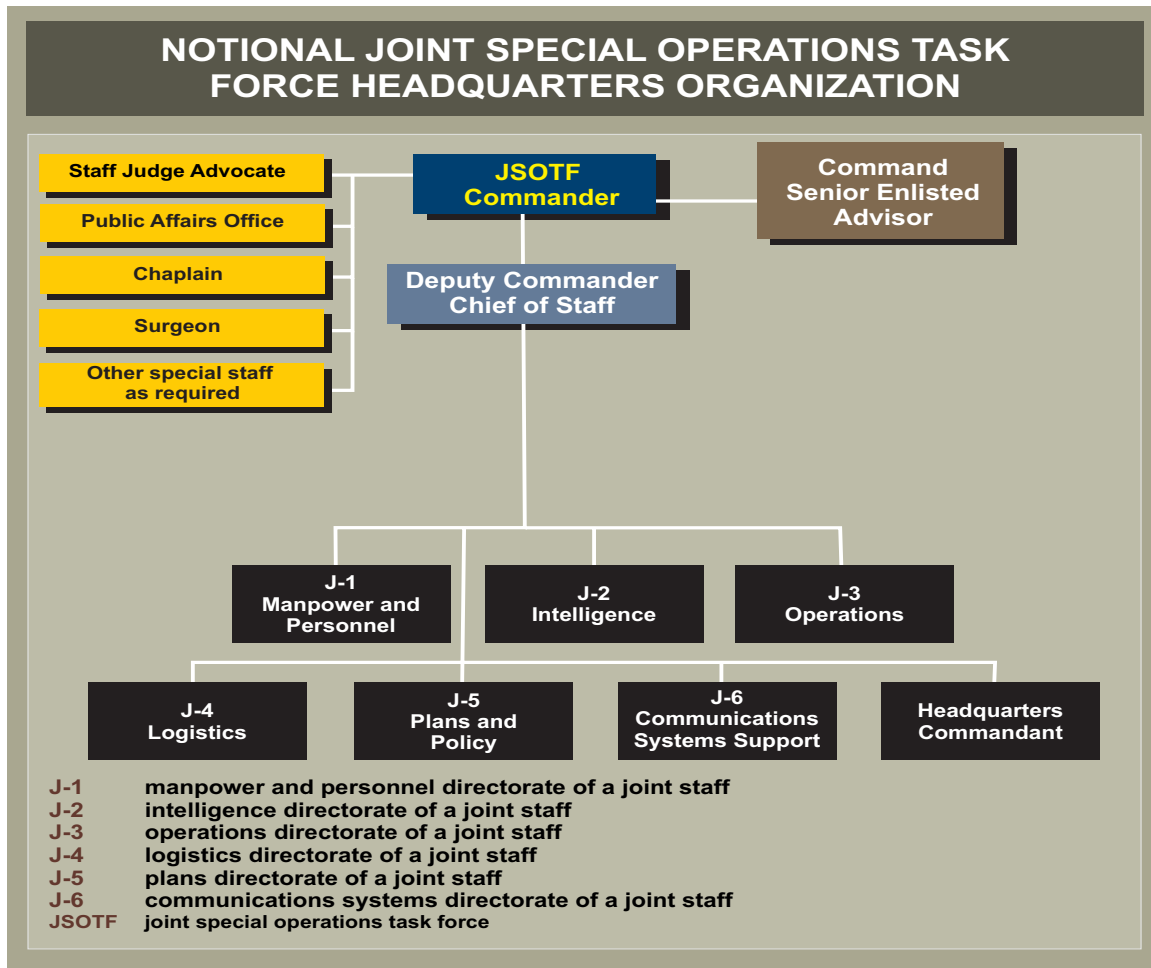 NOTIONAL JOINT SPECIAL OPERATIONS TASK
FORCE HEADQUARTERS ORGANIZATION
Staff Judge Advocate
Public Affairs Office
Chaplain
Surgeon
Other special staff
as required
JSOTF
Commander
Command
Senior Enlisted
Advisor
Deputy Commander
Chief of Staff
J-1
Manpower and
Personnel
J-2
Intelligence
J-3
Operations
J-4
Logistics
J-5
Plans and
Policy
J-6
Communications
Systems Support
Headquarters
Commandant
J-1 manpower and personnel directorate of a joint staff
J-2 intelligence directorate of a joint staff
J-3 operations directorate of a joint staff
J-4 logistics directorate of a joint staff
J-5 plans directorate of a joint staff
J-6 communications systems directorate of a joint staff
JSOTF joint special operations task force